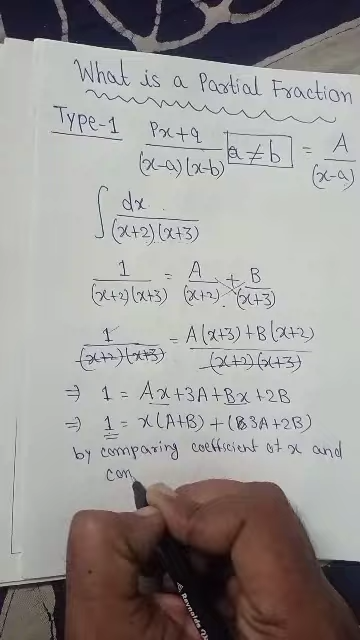 What is a Partial Fraction
Type-1 Px+q / (x-a)(x-b) a≠b = A / (x-a)
∫ dx / (x+2)(x+3)
1 / (x+2)(x+3) = A / (x+2) + B / (x+3)
1 / (x+2)(x+3) = A(x+3)+B(x+2) / (x+2)(x+3)
⇒ 1 = Ax+3A+Bx+2B
⇒ 1 = x(A+B) + (3A+2B)
by comparing coefficient of x and
con
Reynolds